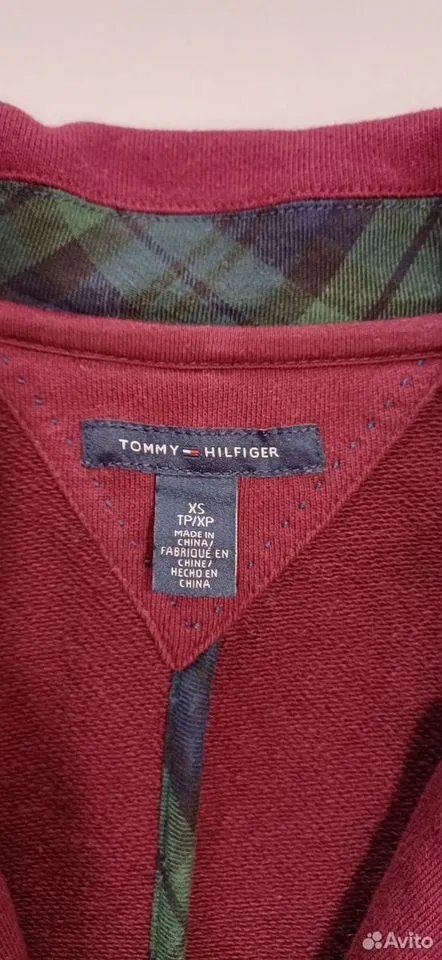 TOMMY HILFIGER
XS
TP/XP
MADE IN
CHINA/
FABRIQUÉ EN
CHINE/
HECHO EN
CHINA
Avito